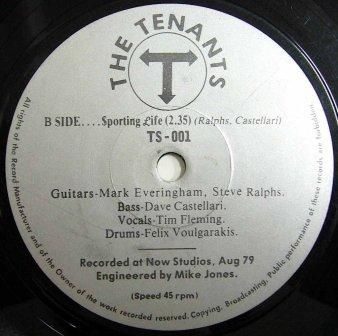 THE TENANTS
T
B SIDE....Sporting Life (2.35) (Ralphs, Castellari)
TS-001
Guitars-Mark Everingham, Steve Ralphs.
Bass-Dave Castellari.
Vocals-Tim Fleming.
Drums-Felix Voulgarakis.
Recorded at Now Studios, Aug 79
Engineered by Mike Jones.
(Speed 45 rpm)
All rights of the Record Manufacturer and of the Owner of the work recorded reserved. Copying, Broadcasting, Public performance of these records, are forbidden.